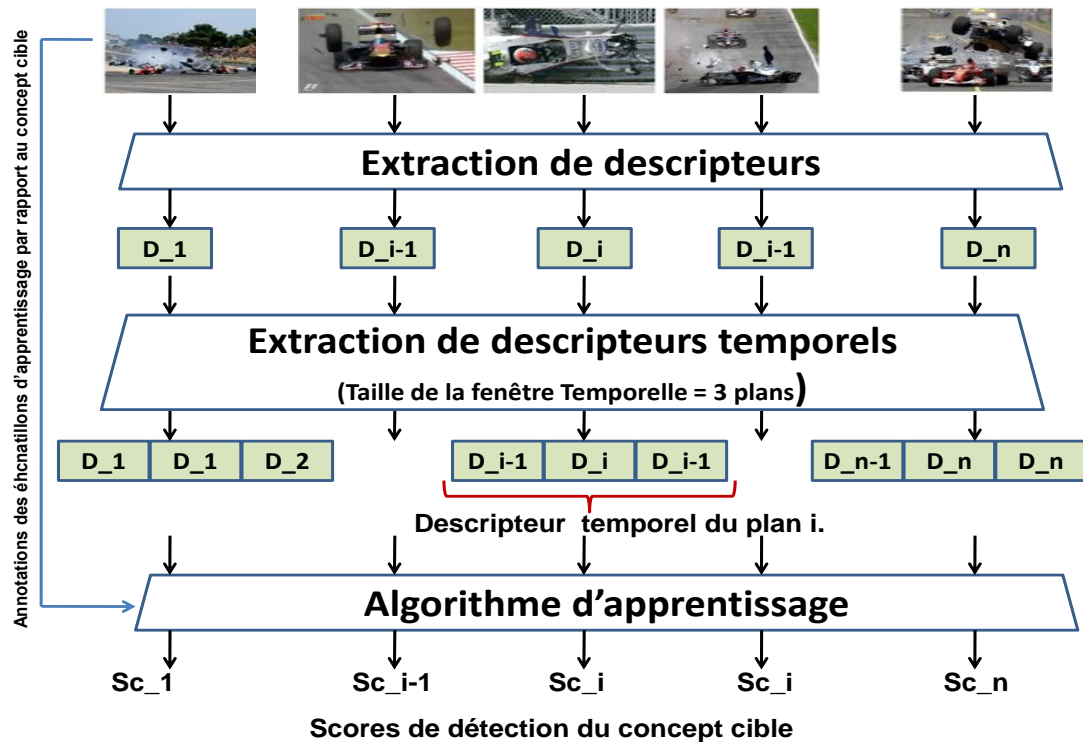 Annotations des éhcnatillons d'apprentissage par rapport au concept cible
Extraction de descripteurs
D_1 D_i-1 D_i D_i-1 D_n
Extraction de descripteurs temporels
(Taille de la fenêtre Temporelle = 3 plans)
D_1 D_1 D_2 D_i-1 D_i D_i-1 D_n-1 D_n D_n
Descripteur temporel du plan i.
Algorithme d'apprentissage
Sc_1 Sc_i-1 Sc_i Sc_i Sc_n
Scores de détection du concept cible